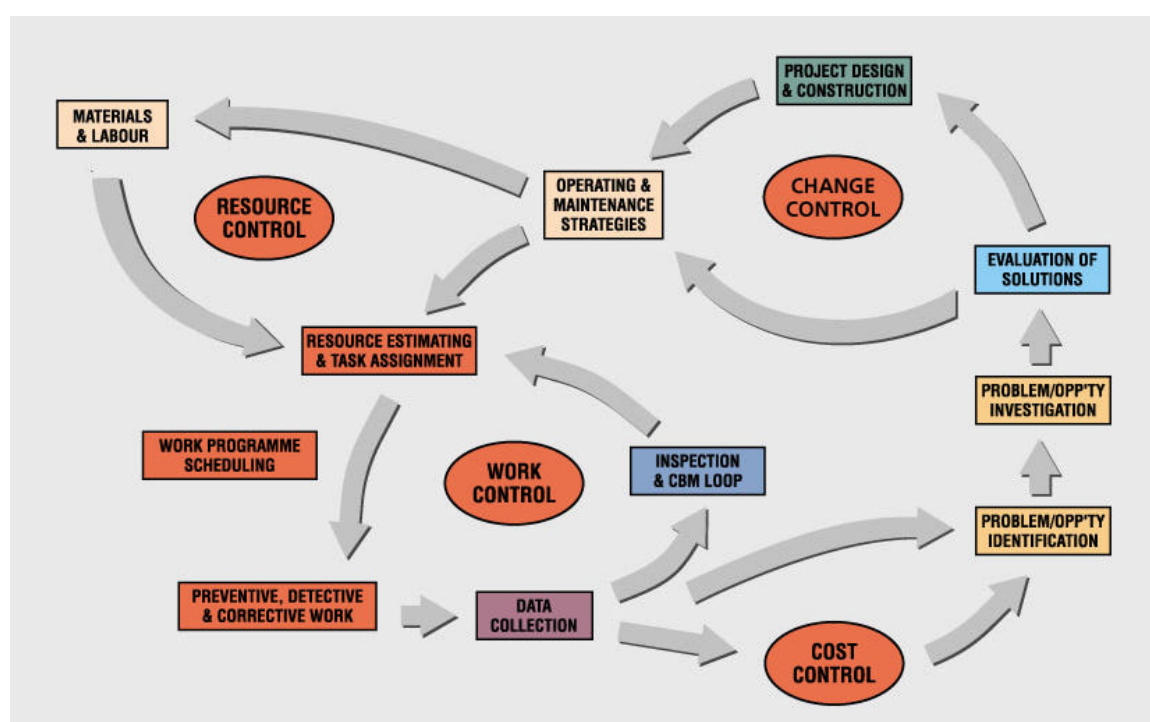 PROJECT DESIGN
& CONSTRUCTION
MATERIALS
& LABOUR
OPERATING &
MAINTENANCE
STRATEGIES
CHANGE
CONTROL
RESOURCE
CONTROL
EVALUATION OF
SOLUTIONS
RESOURCE ESTIMATING
& TASK ASSIGNMENT
PROBLEM/OPP'TY
INVESTIGATION
WORK PROGRAMME
SCHEDULING
WORK
CONTROL
INSPECTION
& CBM LOOP
PROBLEM/OPP'TY
IDENTIFICATION
PREVENTIVE, DETECTIVE
& CORRECTIVE WORK
DATA
COLLECTION
COST
CONTROL